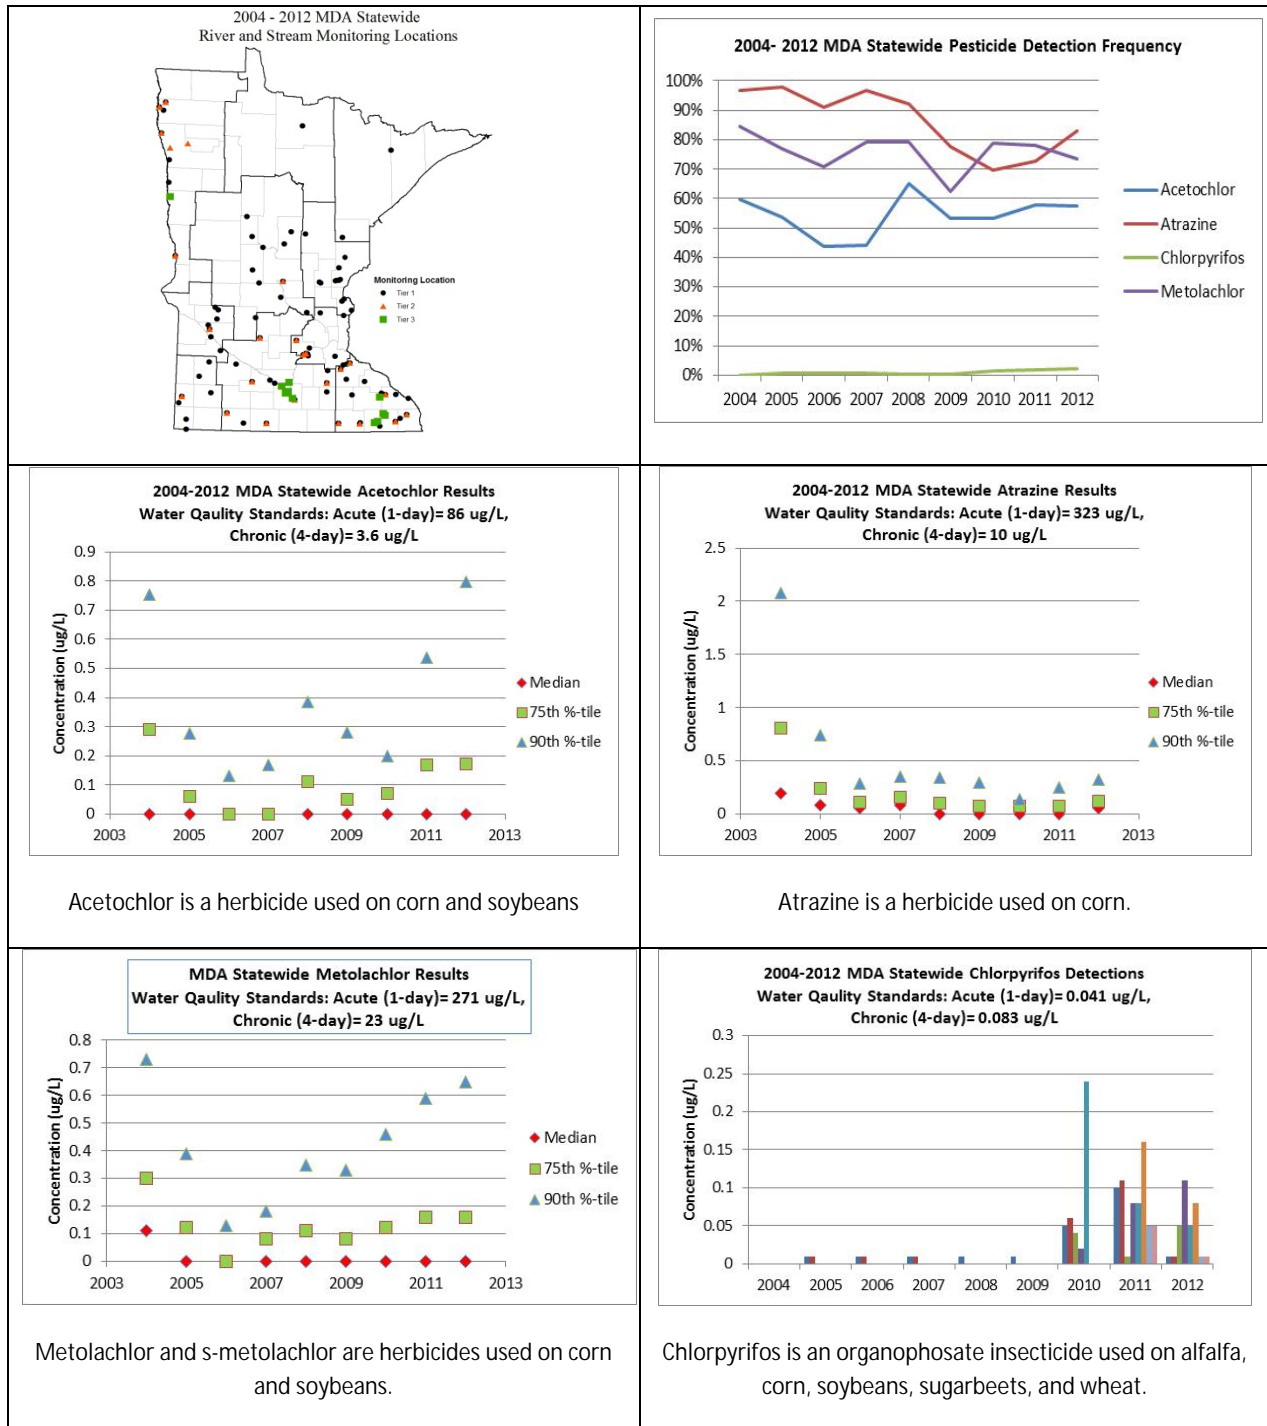 2004 - 2012 MDA Statewide
River and Stream Monitoring Locations
Monitoring Location
Tier 1
Tier 2
Tier 3
2004- 2012 MDA Statewide Pesticide Detection Frequency
100%
90%
80%
70%
60%
50%
40%
30%
20%
10%
0%
2004 2005 2006 2007 2008 2009 2010 2011 2012
Acetochlor
Atrazine
Chlorpyrifos
Metolachlor
2004-2012 MDA Statewide Acetochlor Results
Water Qaulity Standards: Acute (1-day)= 86 ug/L,
Chronic (4-day)= 3.6 ug/L
Concentration (ug/L)
0.9
0.8
0.7
0.6
0.5
0.4
0.3
0.2
0.1
0
2003 2005 2007 2009 2011 2013
Median
75th %-tile
90th %-tile
Acetochlor is a herbicide used on corn and soybeans
2004-2012 MDA Statewide Atrazine Results
Water Qaulity Standards: Acute (1-day)= 323 ug/L,
Chronic (4-day)= 10 ug/L
Concentration (ug/L)
2.5
2
1.5
1
0.5
0
2003 2005 2007 2009 2011 2013
Median
75th %-tile
90th %-tile
Atrazine is a herbicide used on corn.
MDA Statewide Metolachlor Results
Water Qaulity Standards: Acute (1-day)= 271 ug/L,
Chronic (4-day)= 23 ug/L
Concentration (ug/L)
0.8
0.7
0.6
0.5
0.4
0.3
0.2
0.1
0
2003 2005 2007 2009 2011 2013
Median
75th %-tile
90th %-tile
Metolachlor and s-metolachlor are herbicides used on corn
and soybeans.
2004-2012 MDA Statewide Chlorpyrifos Detections
Water Qaulity Standards: Acute (1-day)= 0.041 ug/L,
Chronic (4-day)= 0.083 ug/L
Concentration (ug/L)
0.3
0.25
0.2
0.15
0.1
0.05
0
2004 2005 2006 2007 2008 2009 2010 2011 2012
Chlorpyrifos is an organophosate insecticide used on alfalfa,
corn, soybeans, sugarbeets, and wheat.